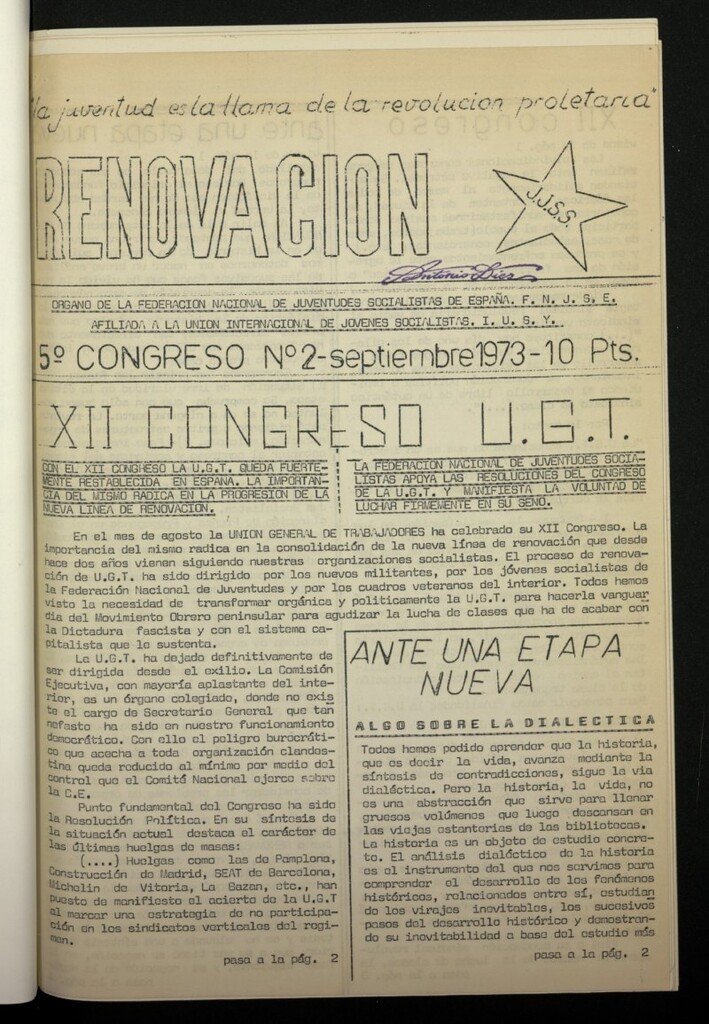 "la juventud es la llama de la revolucion proletaria"
RENOVACION
J.J.S.S.
Antonio Diez
ORGANO DE LA FEDERACION NACIONAL DE JUVENTUDES SOCIALISTAS DE ESPAÑA. F. N. J. S. E.
AFILIADA A LA UNION INTERNACIONAL DE JOVENES SOCIALISTAS. I. U. S. Y.
5º CONGRESO Nº2-septiembre1973-10 Pts.
XII CONGRESO U.G.T.
CON EL XII CONGRESO LA U.G.T. QUEDA FUERTE-
MENTE RESTABLECIDA EN ESPAÑA. LA IMPORTAN-
CIA DEL MISMO RADICA EN LA PROGRESION DE LA
NUEVA LINEA DE RENOVACION.
LA FEDERACION NACIONAL DE JUVENTUDES SOCIA-
LISTAS APOYA LAS RESOLUCIONES DEL CONGRESO
DE LA U.G.T. Y MANIFIESTA LA VOLUNTAD DE
LUCHAR FIRMEMENTE EN SU SENO.
En el mes de agosto la UNION GENERAL DE TRABAJADORES ha celebrado su XII Congreso. La
importancia del mismo radica en la consolidación de la nueva línea de renovación que desde
hace dos años vienen siguiendo nuestras organizaciones socialistas. El proceso de renova-
ción de U.G.T. ha sido dirigido por los nuevos militantes, por los jóvenes socialistas de
la Federación Nacional de Juventudes y por los cuadros veteranos del interior. Todos hemos
visto la necesidad de transformar orgánica y politicamente la U.G.T. para hacerla vanguar
dia del Movimiento Obrero peninsular para agudizar la lucha de clases que ha de acabar con
la Dictadura fascista y con el sistema ca-
pitalista que le sustenta.
La U.G.T. ha dejado definitivamente de
ser dirigida desde el exilio. La Comisión
Ejecutiva, con mayoría aplastante del inte-
rior, es un órgano colegiado, donde no exis
te el cargo de Secretaria General que tan
nefasto ha sido en nuestro funcionamiento
democrático. Con ello el peligro burocráti-
co que acecha a toda organización clandes-
tina queda reducido al mínimo por medio del
control que el Comité Nacional ejerce sobre
la C.E.
Punto fundamental del Congreso ha sido
la Resolución Política. En su síntesis de
la situación actual destaca el carácter de
las últimas huelgas de masas:
(....) Huelgas como las de Pamplona,
Construcción de Madrid, SEAT de Barcelona,
Michelin de Vitoria, La Bazan, etc., han
puesto de manifiesto el acierto de la U.G.T
al marcar una estrategia de no participa-
ción en los sindicatos verticales del regi-
men.
pasa a la pág. 2
ANTE UNA ETAPA
NUEVA
ALGO SOBRE LA DIALECTICA
Todos hemos podido aprender que la historia,
que es decir la vida, avanza mediante la
síntesis de contradicciones, sigue la via
dialéctica. Pero la historia, la vida, no
es una abstracción que sirve para llenar
gruesos volúmenes que luego descansan en
las viejas estanterias de las bibliotecas.
La historia es un objeto de estudio concre-
to. El análisis dialéctico de la historia
es el instrumento del que nos servimos para
comprender el desarrollo de los fenómenos
históricos, relacionados entre sí, estudian
de los virajes inevitables, los sucesivos
pasos del desarrollo histórico y demostran-
do su inevitabilidad a base del estudio más
pasa a la pág. 2